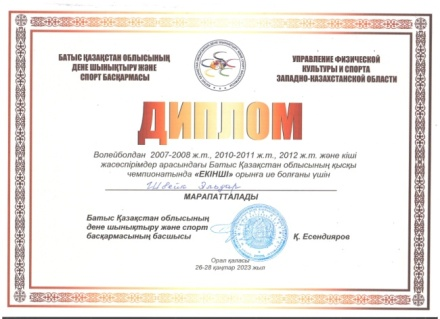 БАТЫС ҚАЗАҚСТАН ОБЛЫСЫНЫҢ
ДЕНЕ ШЫНЫҚТЫРУ ЖӘНЕ
СПОРТ БАСҚАРМАСЫ
УПРАВЛЕНИЕ ФИЗИЧЕСКОЙ
КУЛЬТУРЫ И СПОРТА
ЗАПАДНО-КАЗАХСТАНСКОЙ ОБЛАСТИ
ДИПЛОМ
Волейболдан 2007-2008 ж.т., 2010-2011 ж.т., 2012 ж.т. және кіші
жасөспірімдер арасындағы Батыс Қазақстан облысының қысқы
чемпионатында «ЕКІНШІ» орынға ие болғаны үшін
МАРАПАТТАЛАДЫ
Батыс Қазақстан облысының
дене шынықтыру және спорт
басқармасының басшысы
Қ. Есендияров
Орал қаласы
26-28 қаңтар 2023 жыл